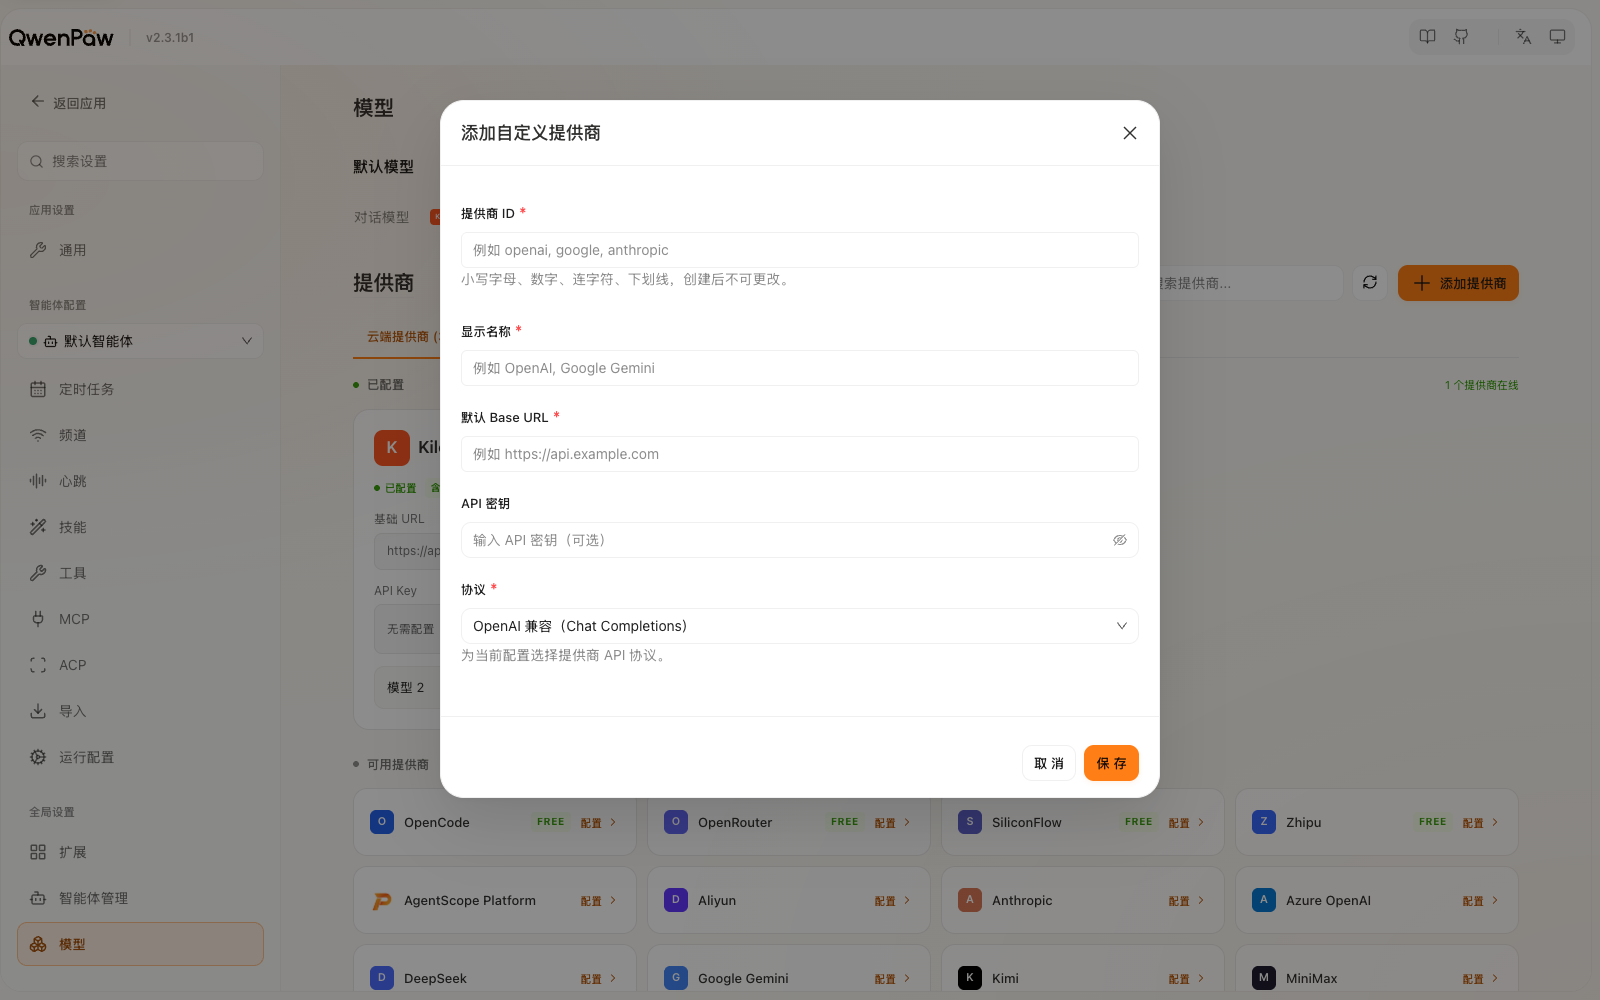 QwenPaw
v2.3.1b1
返回应用
搜索设置
应用设置
通用
智能体配置
默认智能体
定时任务
频道
心跳
技能
工具
MCP
ACP
导入
运行配置
全局设置
扩展
智能体管理
模型
模型
默认模型
对话模型
提供商
搜索提供商...
添加提供商
云端提供商
已配置
1 个提供商在线
K
已配置
基础 URL
https://ap
API Key
无需配置
模型 2
可用提供商
添加自定义提供商
提供商 ID *
例如 openai, google, anthropic
小写字母、数字、连字符、下划线，创建后不可更改。
显示名称 *
例如 OpenAI, Google Gemini
默认 Base URL *
例如 https://api.example.com
API 密钥
输入 API 密钥（可选）
协议 *
OpenAI 兼容（Chat Completions）
为当前配置选择提供商 API 协议。
取 消
保 存
O OpenCode FREE 配置
O OpenRouter FREE 配置
S SiliconFlow FREE 配置
Z Zhipu FREE 配置
AgentScope Platform 配置
D Aliyun 配置
A Anthropic 配置
A Azure OpenAI 配置
D DeepSeek 配置
G Google Gemini 配置
K Kimi 配置
M MiniMax 配置